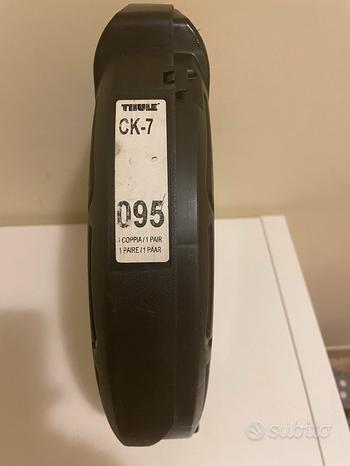 THULE
CK-7
095
1 COPPIA / 1 PAIR
1 PAIRE / 1 PAAR
subito